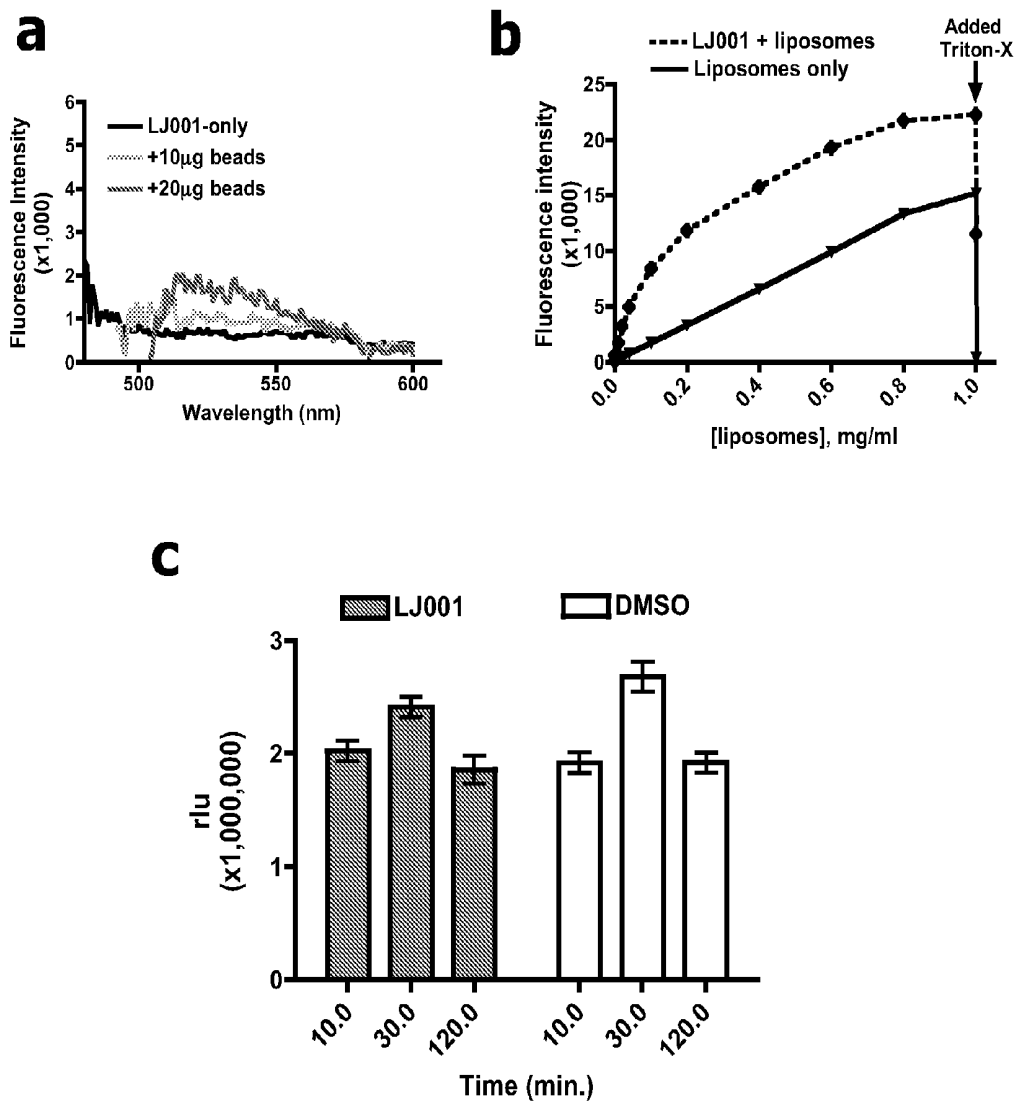 a
Fluorescence Intensity
(x1,000)
6
5
4
3
2
1
0
LJ001-only
+10µg beads
+20µg beads
500
550
600
Wavelength (nm)
b
LJ001 + liposomes
Liposomes only
Added
Triton-X
Fluorescence intensity
(x1,000)
25
20
15
10
5
0
0.0
0.2
0.4
0.6
0.8
1.0
[liposomes], mg/ml
c
LJ001
DMSO
rlu
(x1,000,000)
3
2
1
0
10.0
30.0
120.0
10.0
30.0
120.0
Time (min.)